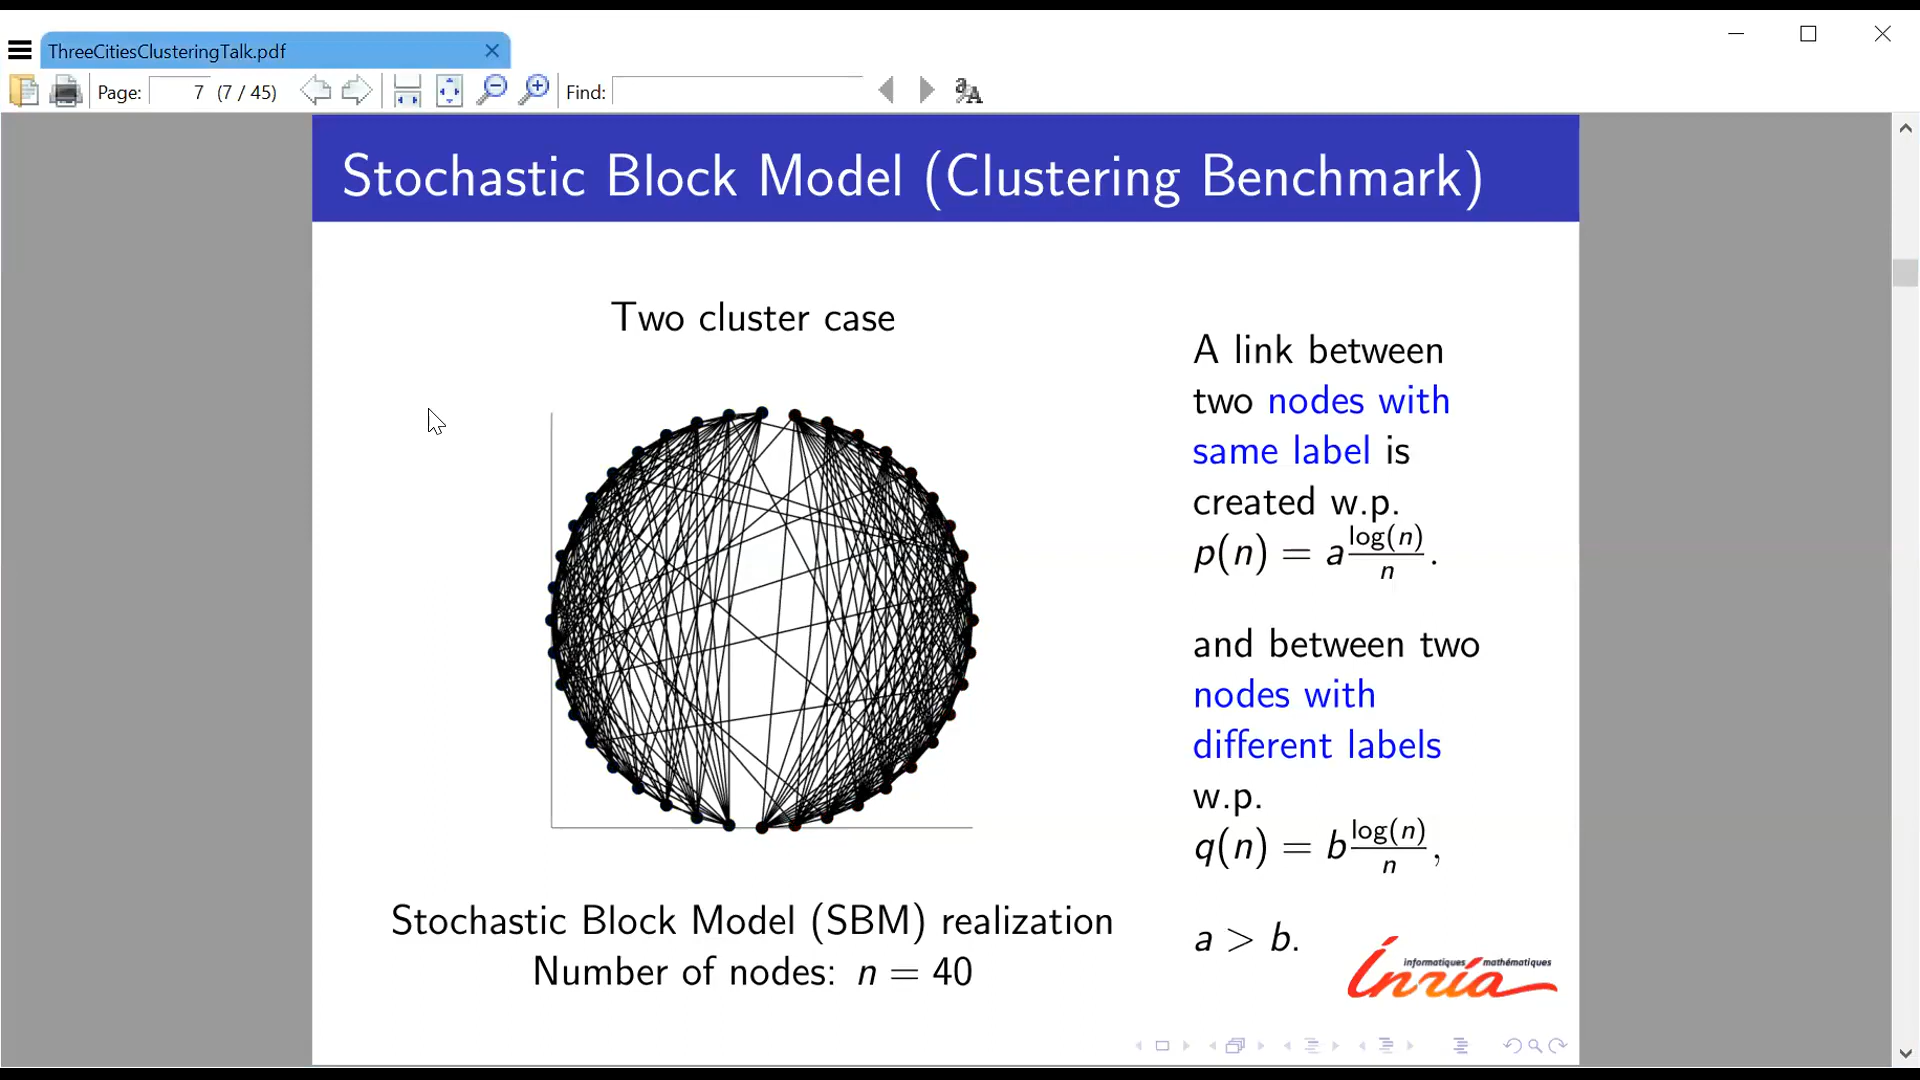 ThreeCitiesClusteringTalk.pdf
Page: 7 (7 / 45) Find:
Stochastic Block Model (Clustering Benchmark)
Two cluster case
Stochastic Block Model (SBM) realization
Number of nodes: n = 40
A link between
two nodes with
same label is
created w.p.
p(n) = a log(n)/n.
and between two
nodes with
different labels
w.p.
q(n) = b log(n)/n,
a > b.
informatiques mathématiques
Inria